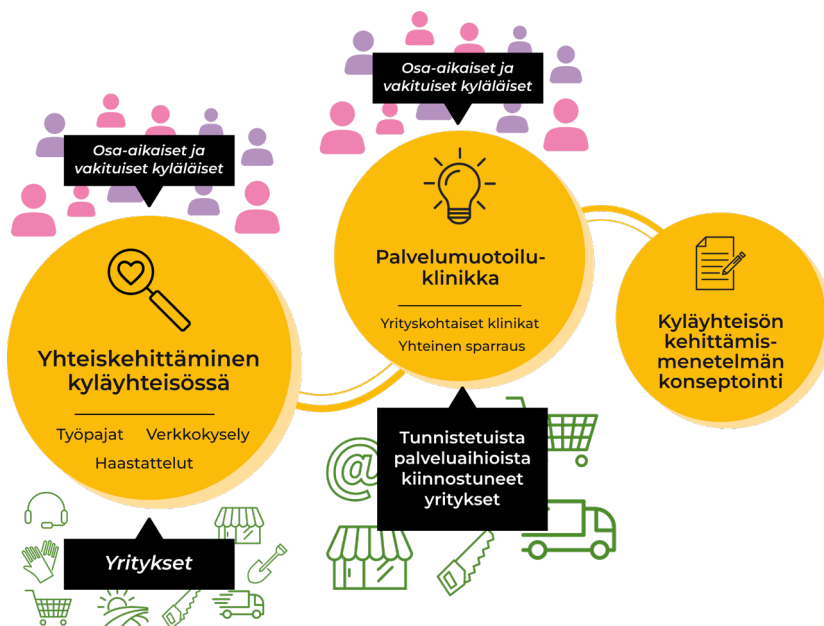 Osa-aikaiset ja
vakituiset kyläläiset
Yhteiskehittäminen
kyläyhteisössä
Työpajat Verkkokysely
Haastattelut
Yritykset
Osa-aikaiset ja
vakituiset kyläläiset
Palvelumuotoilu-
klinikka
Yrityskohtaiset klinikat
Yhteinen sparraus
Tunnistetuista
palveluaihioista
kiinnostuneet
yritykset
@
Kyläyhteisön
kehittämis-
menetelmän
konseptointi